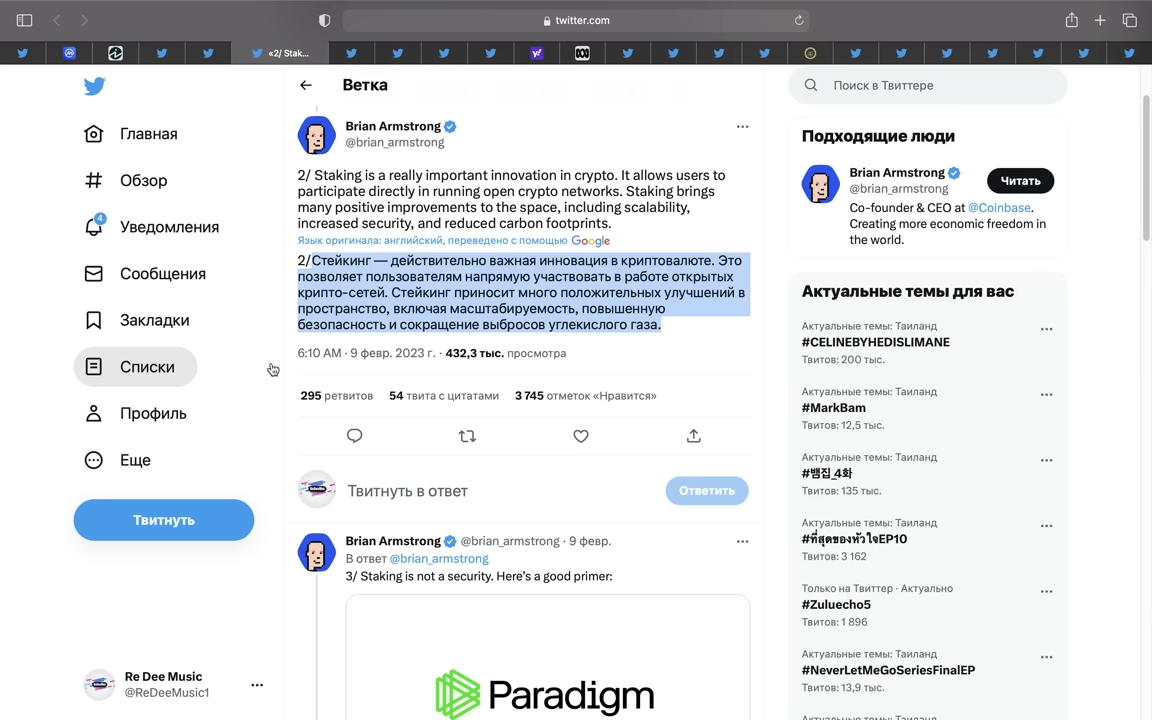 twitter.com
«2/ Stak...
Ветка
Поиск в Твиттере
Главная
Обзор
4
Уведомления
Сообщения
Закладки
Списки
Профиль
Еще
Твитнуть
Re Dee Music
@ReDeeMusic1
Brian Armstrong
@brian_armstrong
2/ Staking is a really important innovation in crypto. It allows users to
participate directly in running open crypto networks. Staking brings
many positive improvements to the space, including scalability,
increased security, and reduced carbon footprints.
Язык оригинала: английский, переведено с помощью Google
2/Стейкинг — действительно важная инновация в криптовалюте. Это
позволяет пользователям напрямую участвовать в работе открытых
крипто-сетей. Стейкинг приносит много положительных улучшений в
пространство, включая масштабируемость, повышенную
безопасность и сокращение выбросов углекислого газа.
6:10 AM · 9 февр. 2023 г. · 432,3 тыс. просмотра
295 ретвитов 54 твита с цитатами 3 745 отметок «Нравится»
Твитнуть в ответ
Ответить
Brian Armstrong @brian_armstrong · 9 февр.
В ответ @brian_armstrong
3/ Staking is not a security. Here's a good primer:
Paradigm
Подходящие люди
Brian Armstrong
@brian_armstrong
Читать
Co-founder & CEO at @Coinbase.
Creating more economic freedom in
the world.
Актуальные темы для вас
Актуальные темы: Таиланд
#CELINEBYHEDISLIMANE
Твитов: 200 тыс.
Актуальные темы: Таиланд
#MarkBam
Твитов: 12,5 тыс.
Актуальные темы: Таиланд
#뱀집_4화
Твитов: 135 тыс.
Актуальные темы: Таиланд
#ที่สุดของหัวใจEP10
Твитов: 3 162
Только на Твиттер · Актуально
#Zuluecho5
Твитов: 1 896
Актуальные темы: Таиланд
#NeverLetMeGoSeriesFinalEP
Твитов: 13,9 тыс.
Актуальные темы: Таиланд